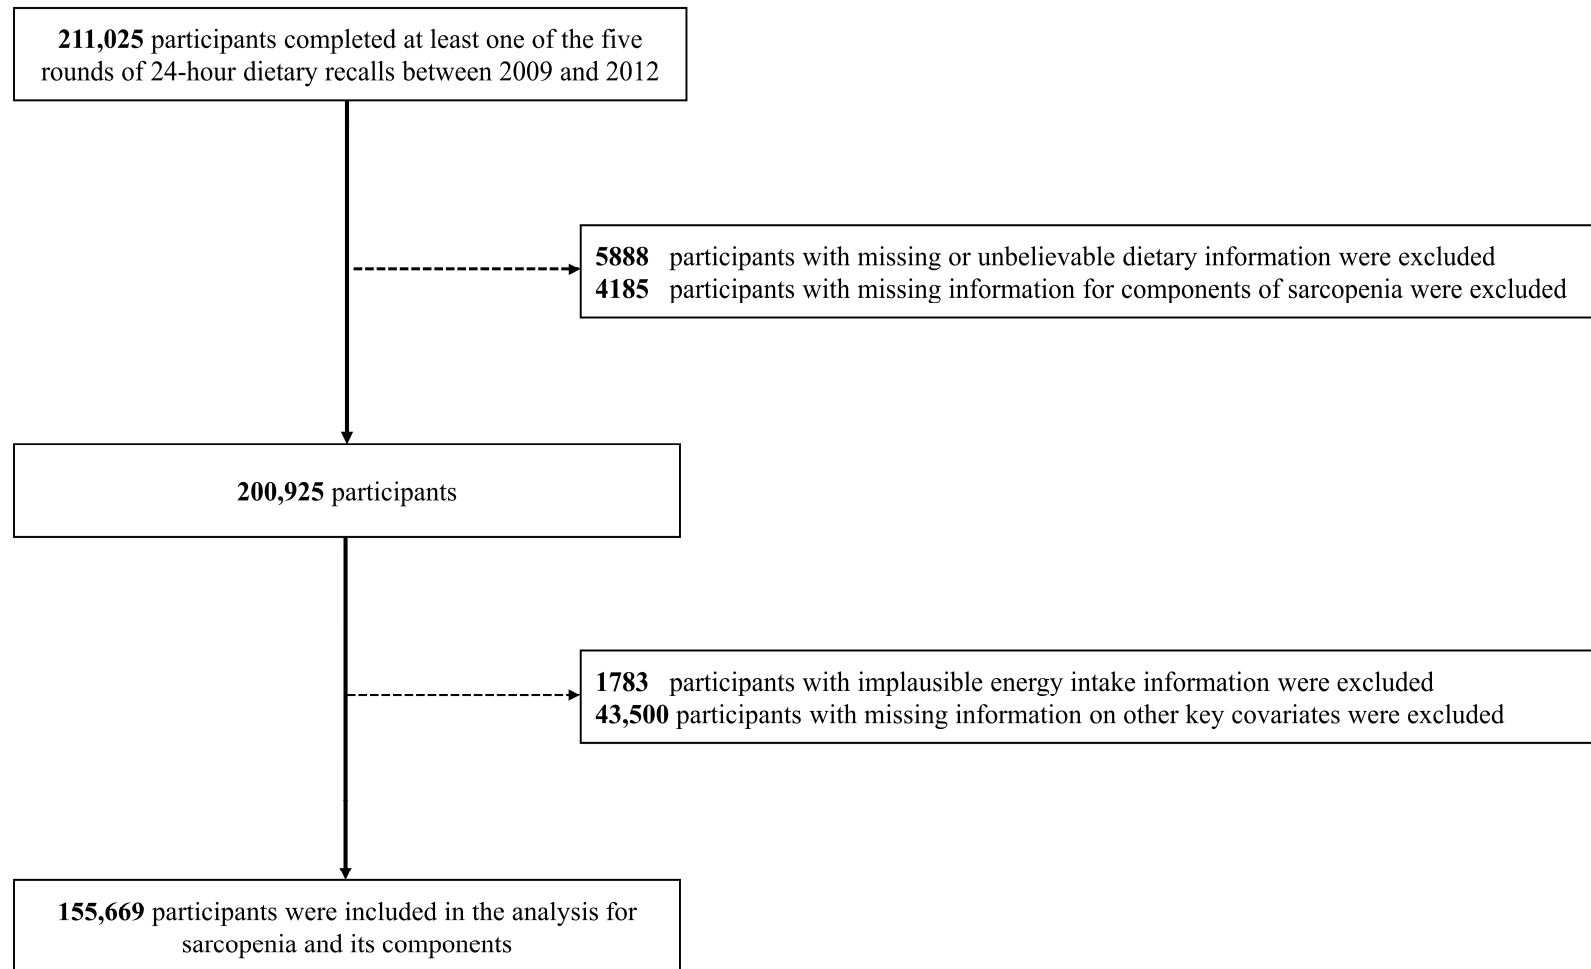 211,025 participants completed at least one of the five
rounds of 24-hour dietary recalls between 2009 and 2012
5888 participants with missing or unbelievable dietary information were excluded
4185 participants with missing information for components of sarcopenia were excluded
200,925 participants
1783 participants with implausible energy intake information were excluded
43,500 participants with missing information on other key covariates were excluded
155,669 participants were included in the analysis for
sarcopenia and its components